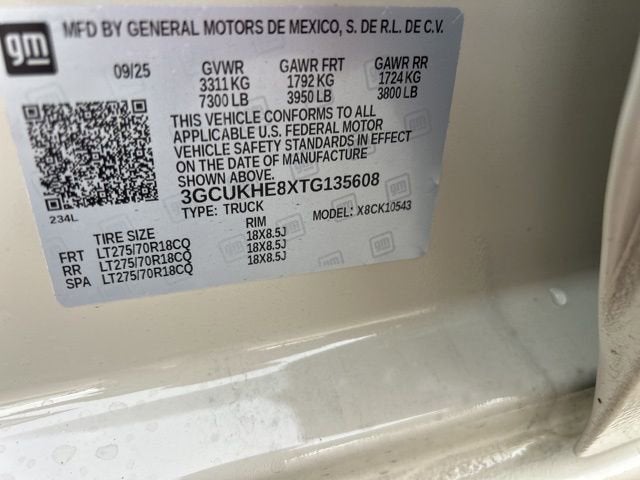 gm MFD BY GENERAL MOTORS DE MEXICO, S. DE R.L. DE C.V.
09/25 GVWR GAWR FRT GAWR RR
3311 KG 1792 KG 1724 KG
7300 LB 3950 LB 3800 LB
THIS VEHICLE CONFORMS TO ALL
APPLICABLE U.S. FEDERAL MOTOR
VEHICLE SAFETY STANDARDS IN EFFECT
ON THE DATE OF MANUFACTURE
SHOWN ABOVE.
3GCUKHE8XTG135608
234L TYPE: TRUCK MODEL: X8CK10543
TIRE SIZE RIM
FRT LT275/70R18CQ 18X8.5J
RR LT275/70R18CQ 18X8.5J
SPA LT275/70R18CQ 18X8.5J